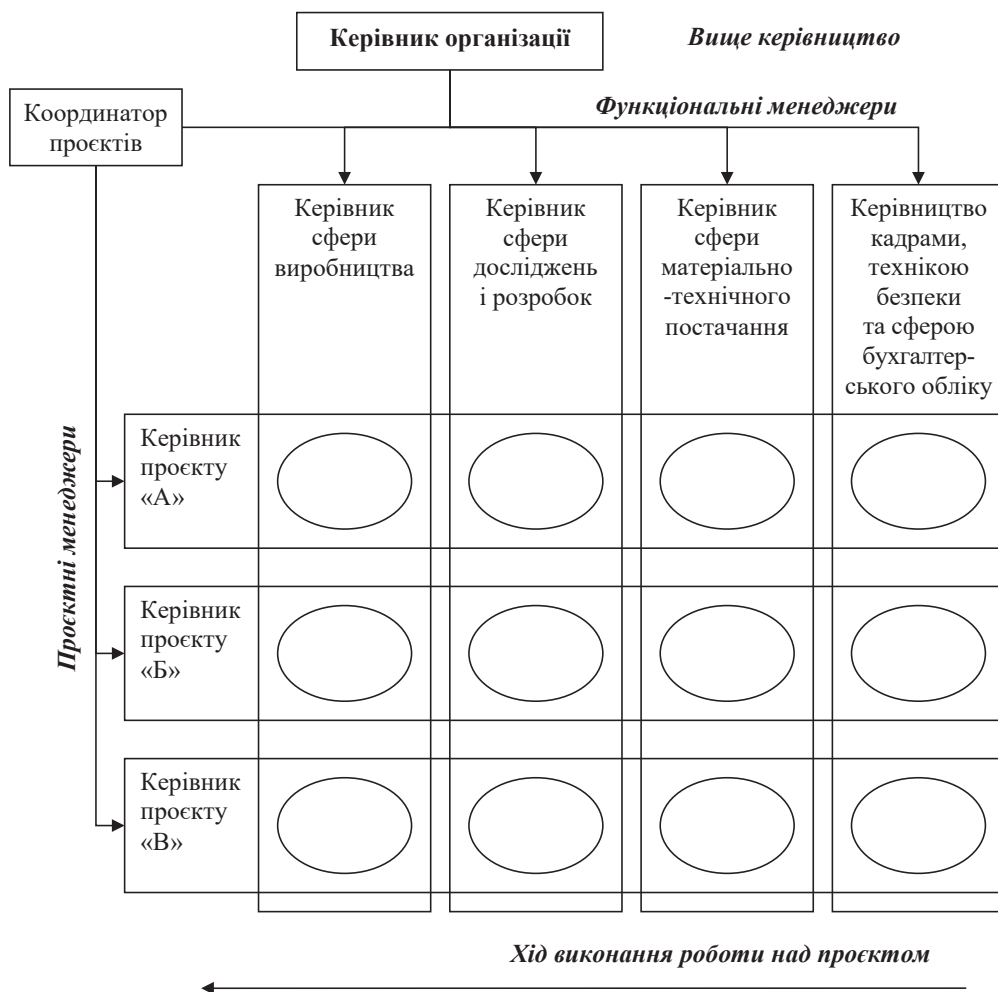 Керівник організації
Вище керівництво
Функціональні менеджери
Координатор
проєктів
Керівник
сфери
виробництва
Керівник
сфери
досліджень
і розробок
Керівник
сфери
матеріально
-технічного
постачання
Керівництво
кадрами,
технікою
безпеки
та сферою
бухгалтер-
ського обліку
Проєктні менеджери
Керівник
проєкту
«А»
Керівник
проєкту
«Б»
Керівник
проєкту
«В»
Хід виконання роботи над проєктом